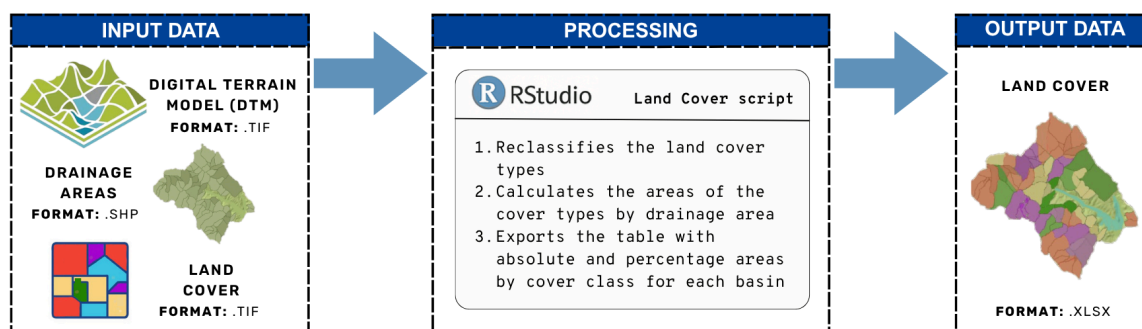 INPUT DATA
DIGITAL TERRAIN
MODEL (DTM)
FORMAT: .TIF
DRAINAGE
AREAS
FORMAT: .SHP
LAND
COVER
FORMAT: .TIF
PROCESSING
R RStudio
Land Cover script
1. Reclassifies the land cover
types
2. Calculates the areas of the
cover types by drainage area
3. Exports the table with
absolute and percentage areas
by cover class for each basin
OUTPUT DATA
LAND COVER
FORMAT: .XLSX